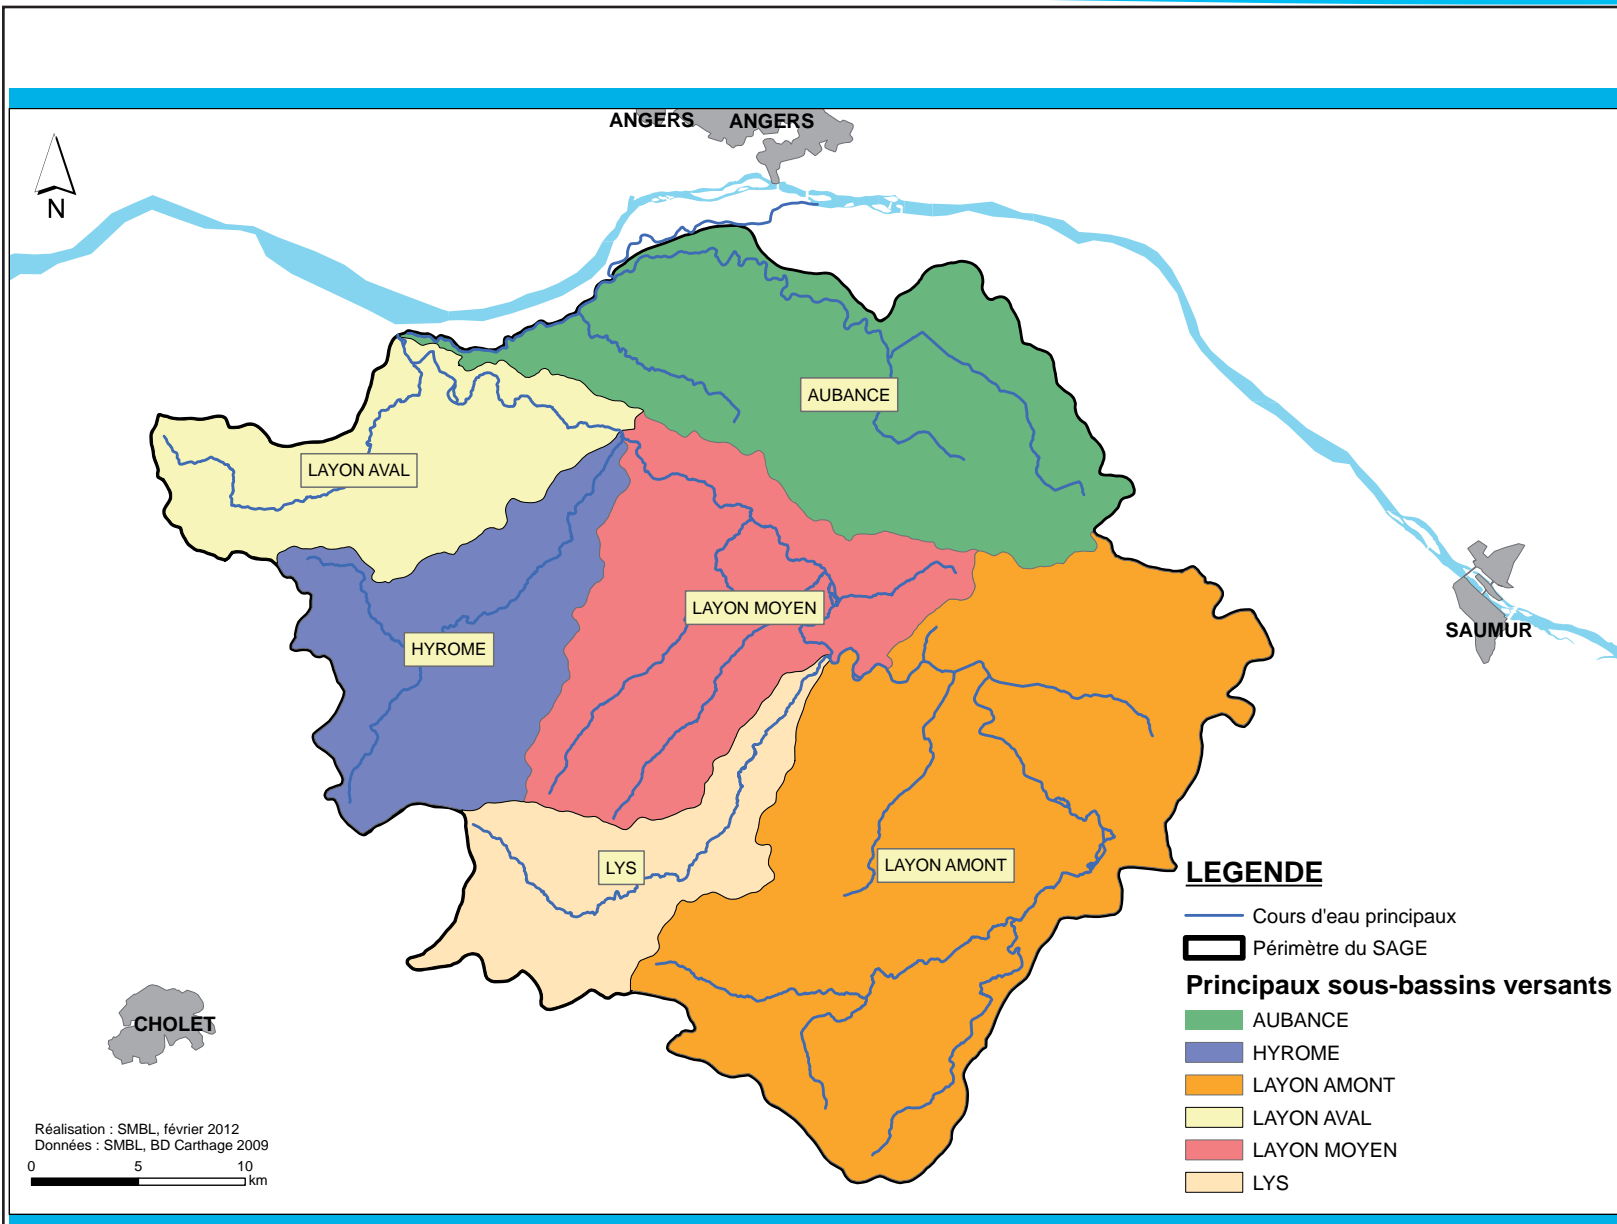 ANGERS ANGERS
N
AUBANCE
LAYON AVAL
LAYON MOYEN
HYROME
SAUMUR
LYS
LAYON AMONT
CHOLET
LEGENDE
Cours d'eau principaux
Périmètre du SAGE
Principaux sous-bassins versants
AUBANCE
HYROME
LAYON AMONT
LAYON AVAL
LAYON MOYEN
LYS
Réalisation : SMBL, février 2012
Données : SMBL, BD Carthage 2009
0 5 10
km